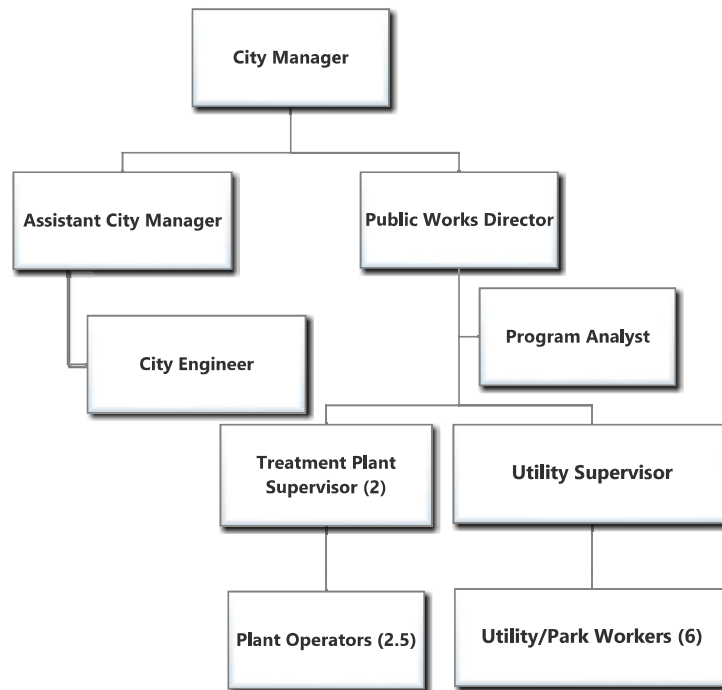 City Manager
Assistant City Manager
Public Works Director
Program Analyst
City Engineer
Treatment Plant
Supervisor (2)
Utility Supervisor
Plant Operators (2.5)
Utility/Park Workers (6)